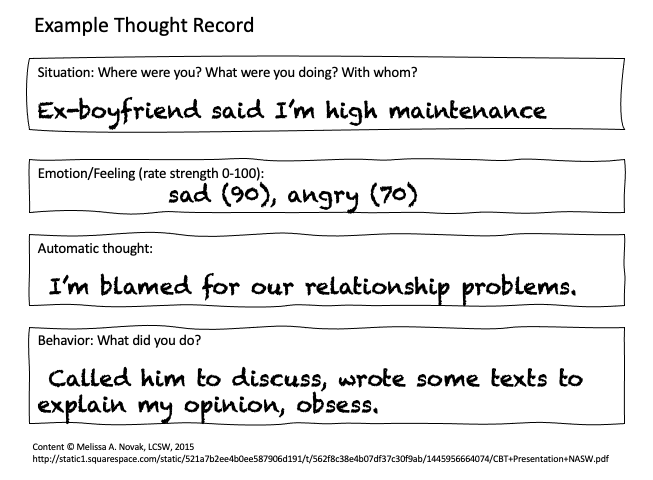 Example Thought Record
Situation: Where were you? What were you doing? With whom?
Ex-boyfriend said I'm high maintenance
Emotion/Feeling (rate strength 0-100):
sad (90), angry (70)
Automatic thought:
I'm blamed for our relationship problems.
Behavior: What did you do?
Called him to discuss, wrote some texts to
explain my opinion, obsess.
Content © Melissa A. Novak, LCSW, 2015
http://static1.squarespace.com/static/521a7b2ee4b0ee587906d191/t/562f8c38e4b07df37c30f9ab/1445956664074/CBT+Presentation+NASW.pdf